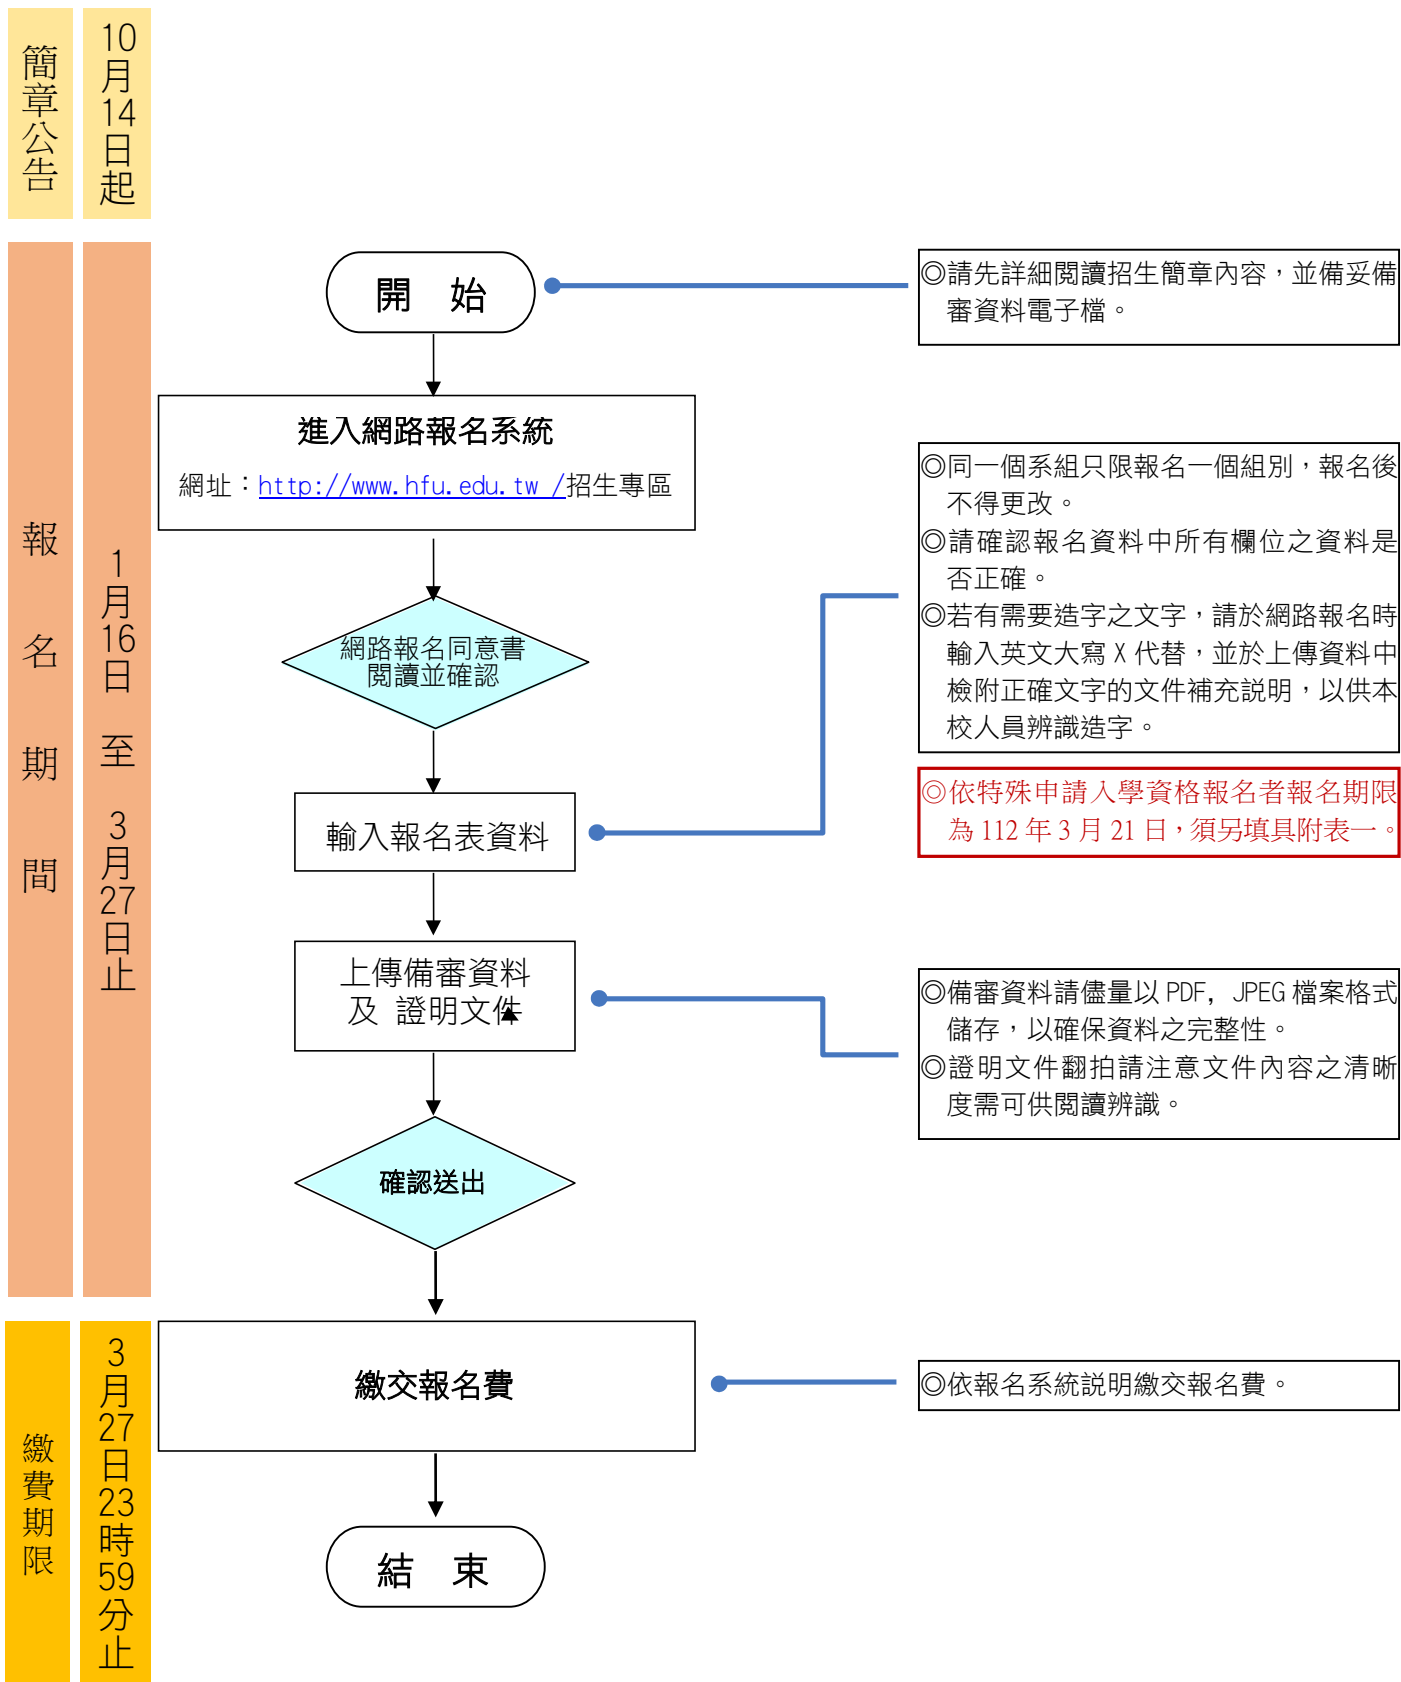 簡章公告
10月14日起
報名期間
1月16日 至 3月27日止
開 始
◎請先詳細閱讀招生簡章內容，並備妥備
審資料電子檔。
進入網路報名系統
網址：http://www.hfu.edu.tw /招生專區
網路報名同意書
閱讀並確認
◎同一個系組只限報名一個組別，報名後
不得更改。
◎請確認報名資料中所有欄位之資料是
否正確。
◎若有需要造字之文字，請於網路報名時
輸入英文大寫 X 代替，並於上傳資料中
檢附正確文字的文件補充説明，以供本
校人員辨識造字。
輸入報名表資料
◎依特殊申請入學資格報名者報名期限
為 112 年 3 月 21 日，須另填具附表一。
上傳備審資料
及 證明文件
◎備審資料請儘量以 PDF, JPEG 檔案格式
儲存，以確保資料之完整性。
◎證明文件翻拍請注意文件內容之清晰
度需可供閱讀辨識。
確認送出
繳費期限
3月27日23時59分止
繳交報名費
◎依報名系統説明繳交報名費。
結 束